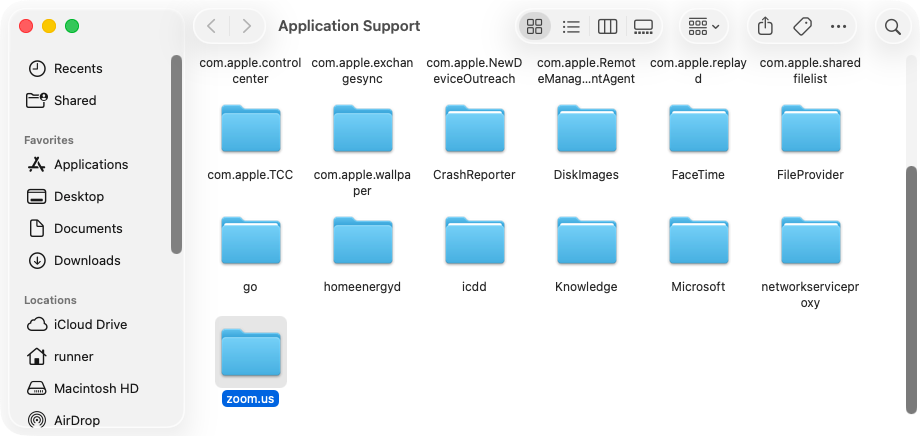 Application Support
Recents
Shared
Favorites
Applications
Desktop
Documents
Downloads
Locations
iCloud Drive
runner
Macintosh HD
AirDrop
com.apple.control
center
com.apple.exchan
gesync
com.apple.NewD
eviceOutreach
com.apple.Remot
eManag...ntAgent
com.apple.replay
d
com.apple.shared
filelist
com.apple.TCC
com.apple.wallpa
per
CrashReporter
DiskImages
FaceTime
FileProvider
go
homeenergyd
icdd
Knowledge
Microsoft
networkservicepr
oxy
zoom.us